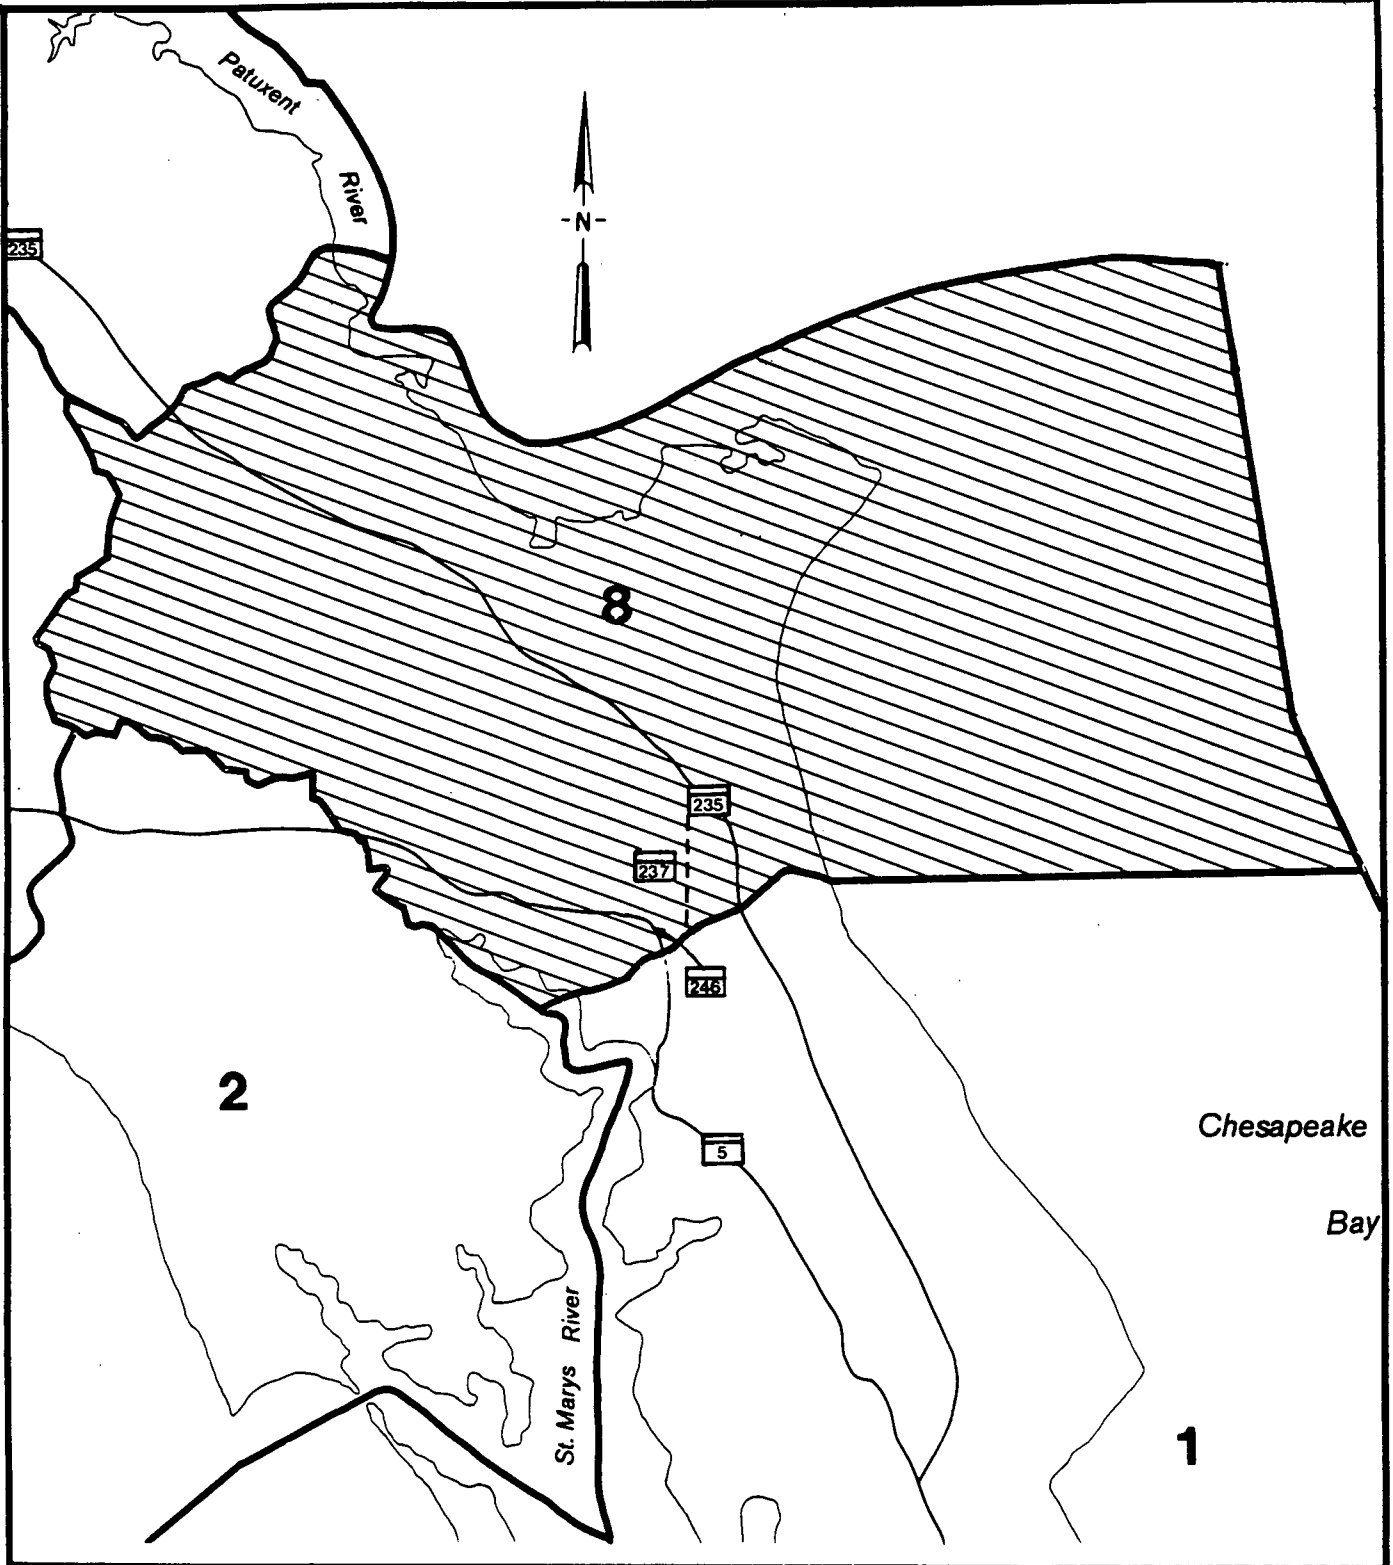 Patuxent
River
-N-
235
8
235
237
246
2
5
Chesapeake
Bay
St. Marys River
1